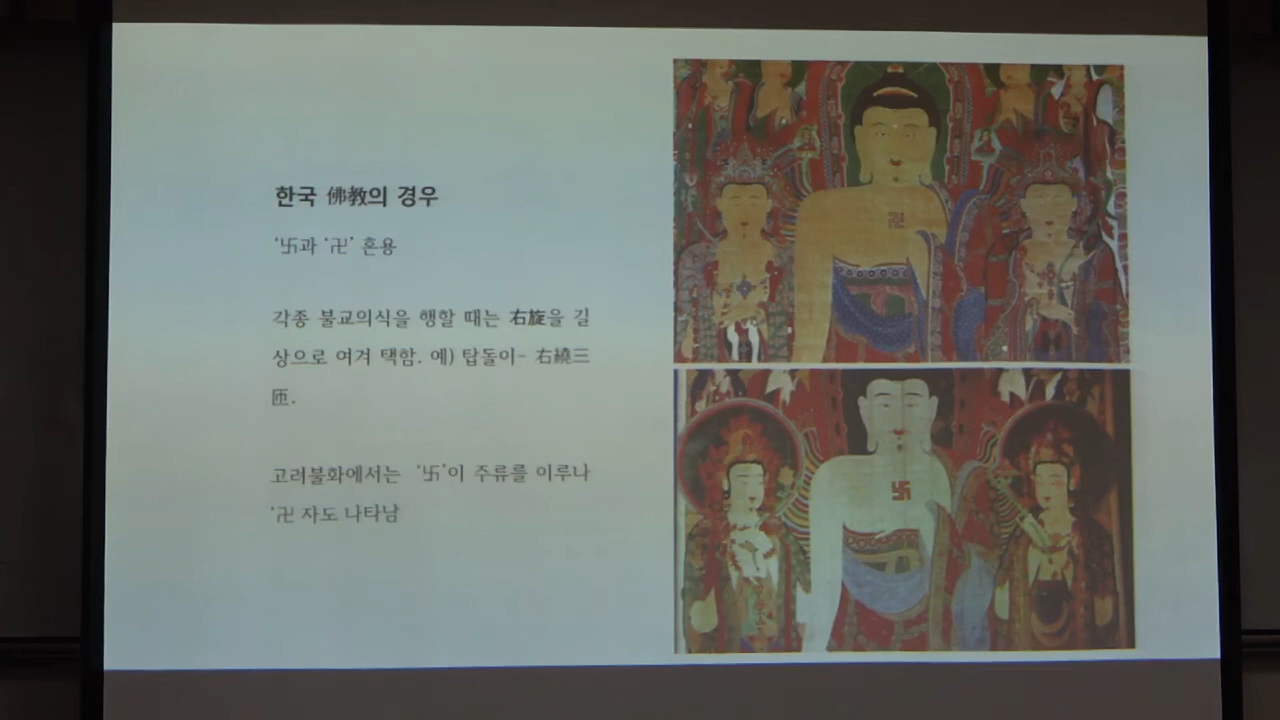 한국 佛教의 경우
‘卐과 ‘卍’ 혼용
각종 불교의식을 행할 때는 右旋을 길
상으로 여겨 택함. 예) 탑돌이- 右繞三
匝.
고려불화에서는 ‘卐’이 주류를 이루나
‘卍 자도 나타남
卍
卐